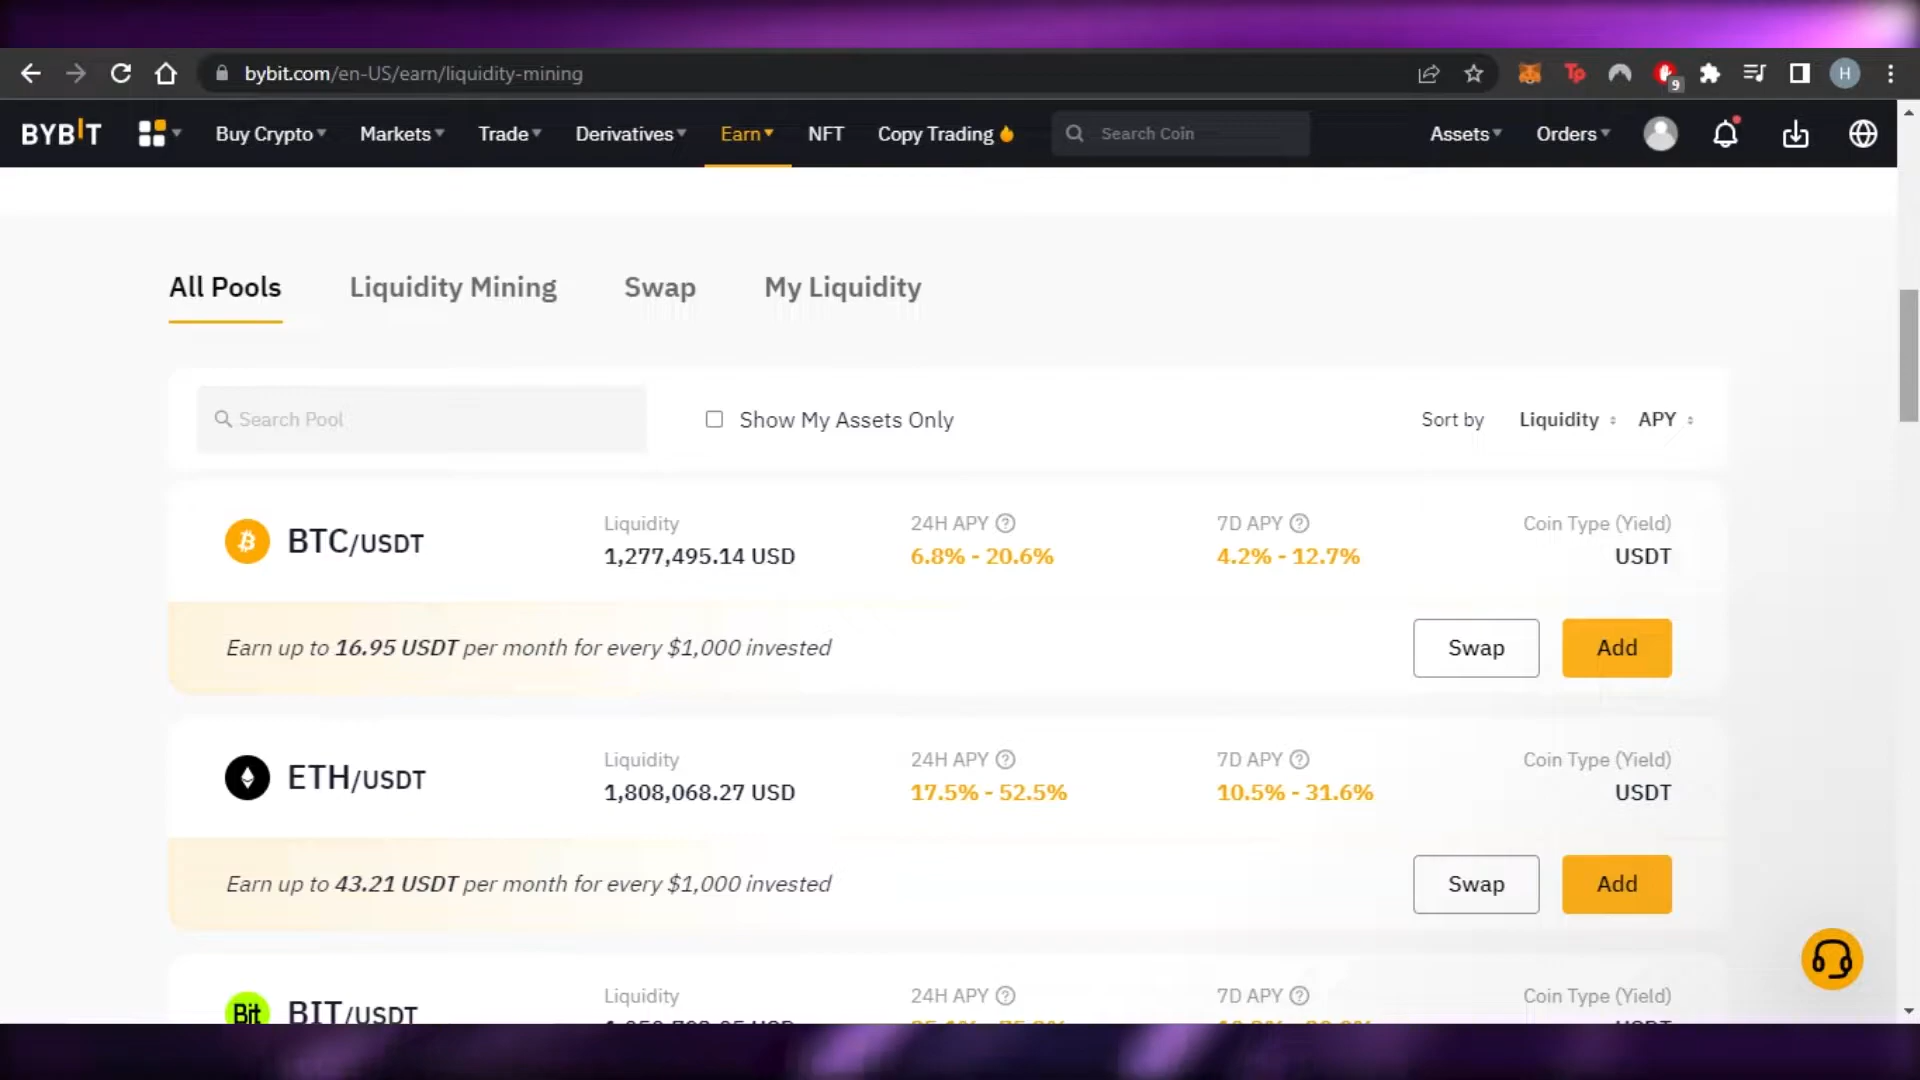 bybit.com/en-US/earn/liquidity-mining
Tp
9
H
BYBIT Buy Crypto Markets Trade Derivatives Earn NFT Copy Trading Search Coin Assets Orders
All Pools Liquidity Mining Swap My Liquidity
Search Pool Show My Assets Only Sort by Liquidity APY
BTC/USDT
Liquidity 24H APY 7D APY Coin Type (Yield)
1,277,495.14 USD 6.8% - 20.6% 4.2% - 12.7% USDT
Earn up to 16.95 USDT per month for every $1,000 invested Swap Add
ETH/USDT
Liquidity 24H APY 7D APY Coin Type (Yield)
1,808,068.27 USD 17.5% - 52.5% 10.5% - 31.6% USDT
Earn up to 43.21 USDT per month for every $1,000 invested Swap Add
Bit BIT/USDT
Liquidity 24H APY 7D APY Coin Type (Yield)